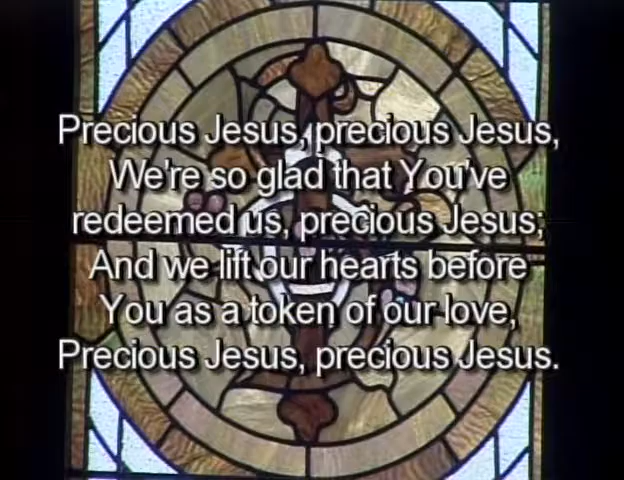 Precious Jesus, precious Jesus,
We're so glad that You've
redeemed us, precious Jesus;
And we lift our hearts before
You as a token of our love,
Precious Jesus, precious Jesus.